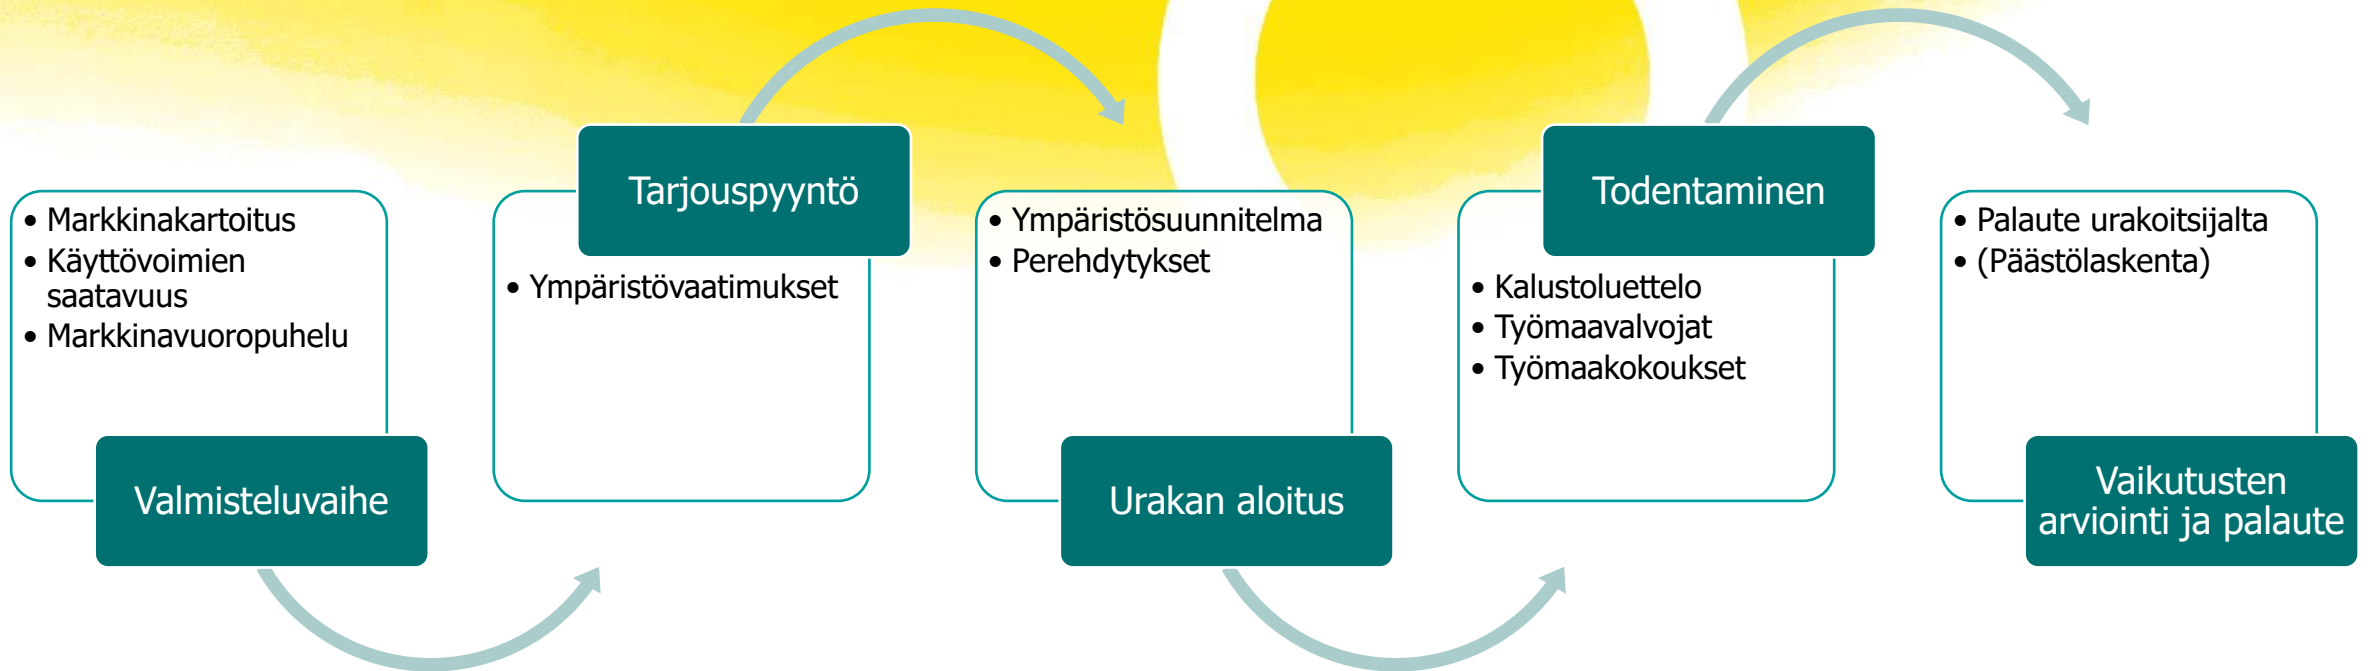 • Markkinakartoitus
• Käyttövoimien
saatavuus
• Markkinavuoropuhelu
Valmisteluvaihe
Tarjouspyyntö
• Ympäristövaatimukset
• Ympäristösuunnitelma
• Perehdytykset
Urakan aloitus
Todentaminen
• Kalustoluettelo
• Työmaavalvojat
• Työmaakokoukset
• Palaute urakoitsijalta
• (Päästölaskenta)
Vaikutusten
arviointi ja palaute